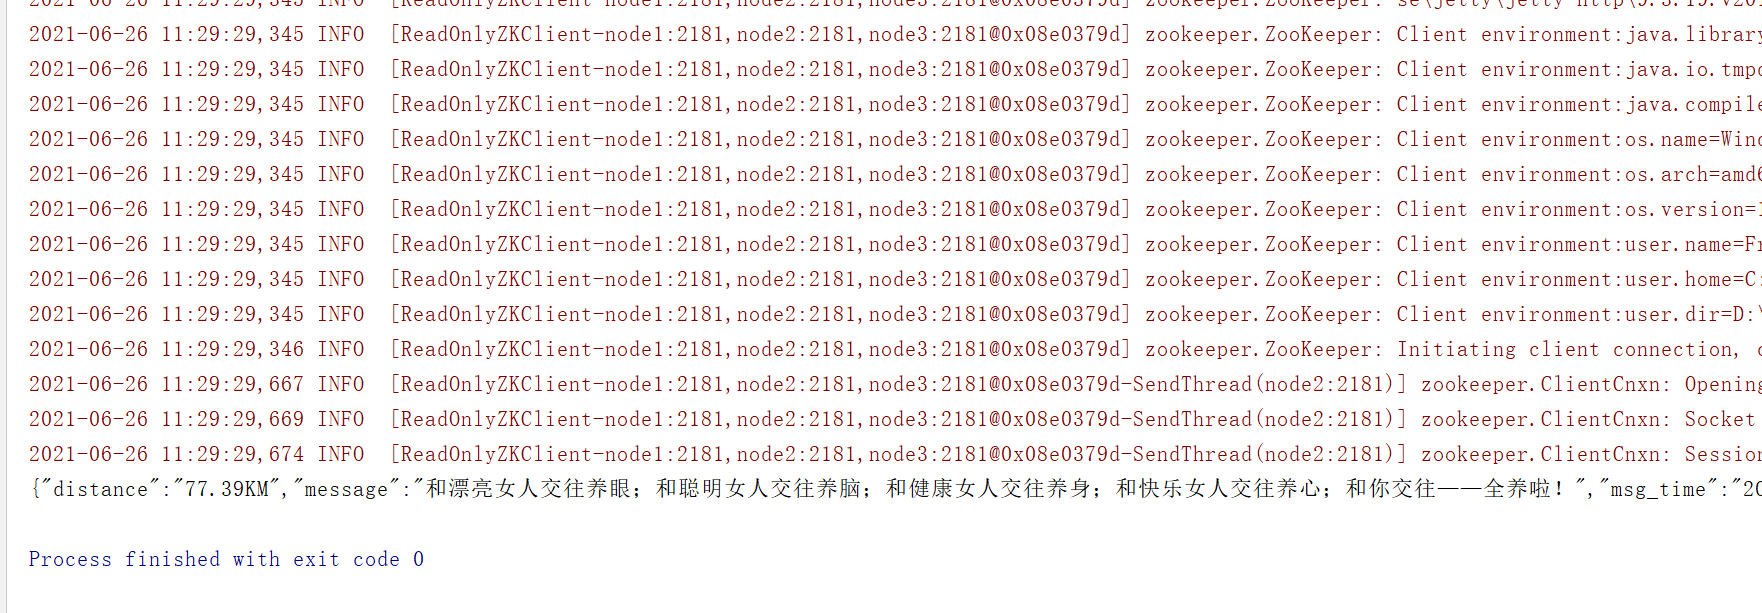 2021-06-26 11:29:29,345 INFO  [ReadOnlyZKClient-node1:2181,node2:2181,node3:2181@0x08e0379d] zookeeper.ZooKeeper: se\jetty\jetty-http\9.3.19.v201
2021-06-26 11:29:29,345 INFO  [ReadOnlyZKClient-node1:2181,node2:2181,node3:2181@0x08e0379d] zookeeper.ZooKeeper: Client environment:java.library
2021-06-26 11:29:29,345 INFO  [ReadOnlyZKClient-node1:2181,node2:2181,node3:2181@0x08e0379d] zookeeper.ZooKeeper: Client environment:java.io.tmpd
2021-06-26 11:29:29,345 INFO  [ReadOnlyZKClient-node1:2181,node2:2181,node3:2181@0x08e0379d] zookeeper.ZooKeeper: Client environment:java.compile
2021-06-26 11:29:29,345 INFO  [ReadOnlyZKClient-node1:2181,node2:2181,node3:2181@0x08e0379d] zookeeper.ZooKeeper: Client environment:os.name=Wind
2021-06-26 11:29:29,345 INFO  [ReadOnlyZKClient-node1:2181,node2:2181,node3:2181@0x08e0379d] zookeeper.ZooKeeper: Client environment:os.arch=amd6
2021-06-26 11:29:29,345 INFO  [ReadOnlyZKClient-node1:2181,node2:2181,node3:2181@0x08e0379d] zookeeper.ZooKeeper: Client environment:os.version=1
2021-06-26 11:29:29,345 INFO  [ReadOnlyZKClient-node1:2181,node2:2181,node3:2181@0x08e0379d] zookeeper.ZooKeeper: Client environment:user.name=Fr
2021-06-26 11:29:29,345 INFO  [ReadOnlyZKClient-node1:2181,node2:2181,node3:2181@0x08e0379d] zookeeper.ZooKeeper: Client environment:user.home=C:
2021-06-26 11:29:29,345 INFO  [ReadOnlyZKClient-node1:2181,node2:2181,node3:2181@0x08e0379d] zookeeper.ZooKeeper: Client environment:user.dir=D:\
2021-06-26 11:29:29,346 INFO  [ReadOnlyZKClient-node1:2181,node2:2181,node3:2181@0x08e0379d] zookeeper.ZooKeeper: Initiating client connection, c
2021-06-26 11:29:29,667 INFO  [ReadOnlyZKClient-node1:2181,node2:2181,node3:2181@0x08e0379d-SendThread(node2:2181)] zookeeper.ClientCnxn: Opening
2021-06-26 11:29:29,669 INFO  [ReadOnlyZKClient-node1:2181,node2:2181,node3:2181@0x08e0379d-SendThread(node2:2181)] zookeeper.ClientCnxn: Socket
2021-06-26 11:29:29,674 INFO  [ReadOnlyZKClient-node1:2181,node2:2181,node3:2181@0x08e0379d-SendThread(node2:2181)] zookeeper.ClientCnxn: Session
{"distance":"77.39KM","message":"和漂亮女人交往养眼；和聪明女人交往养脑；和健康女人交往养身；和快乐女人交往养心；和你交往——全养啦！","msg_time":"20
Process finished with exit code 0